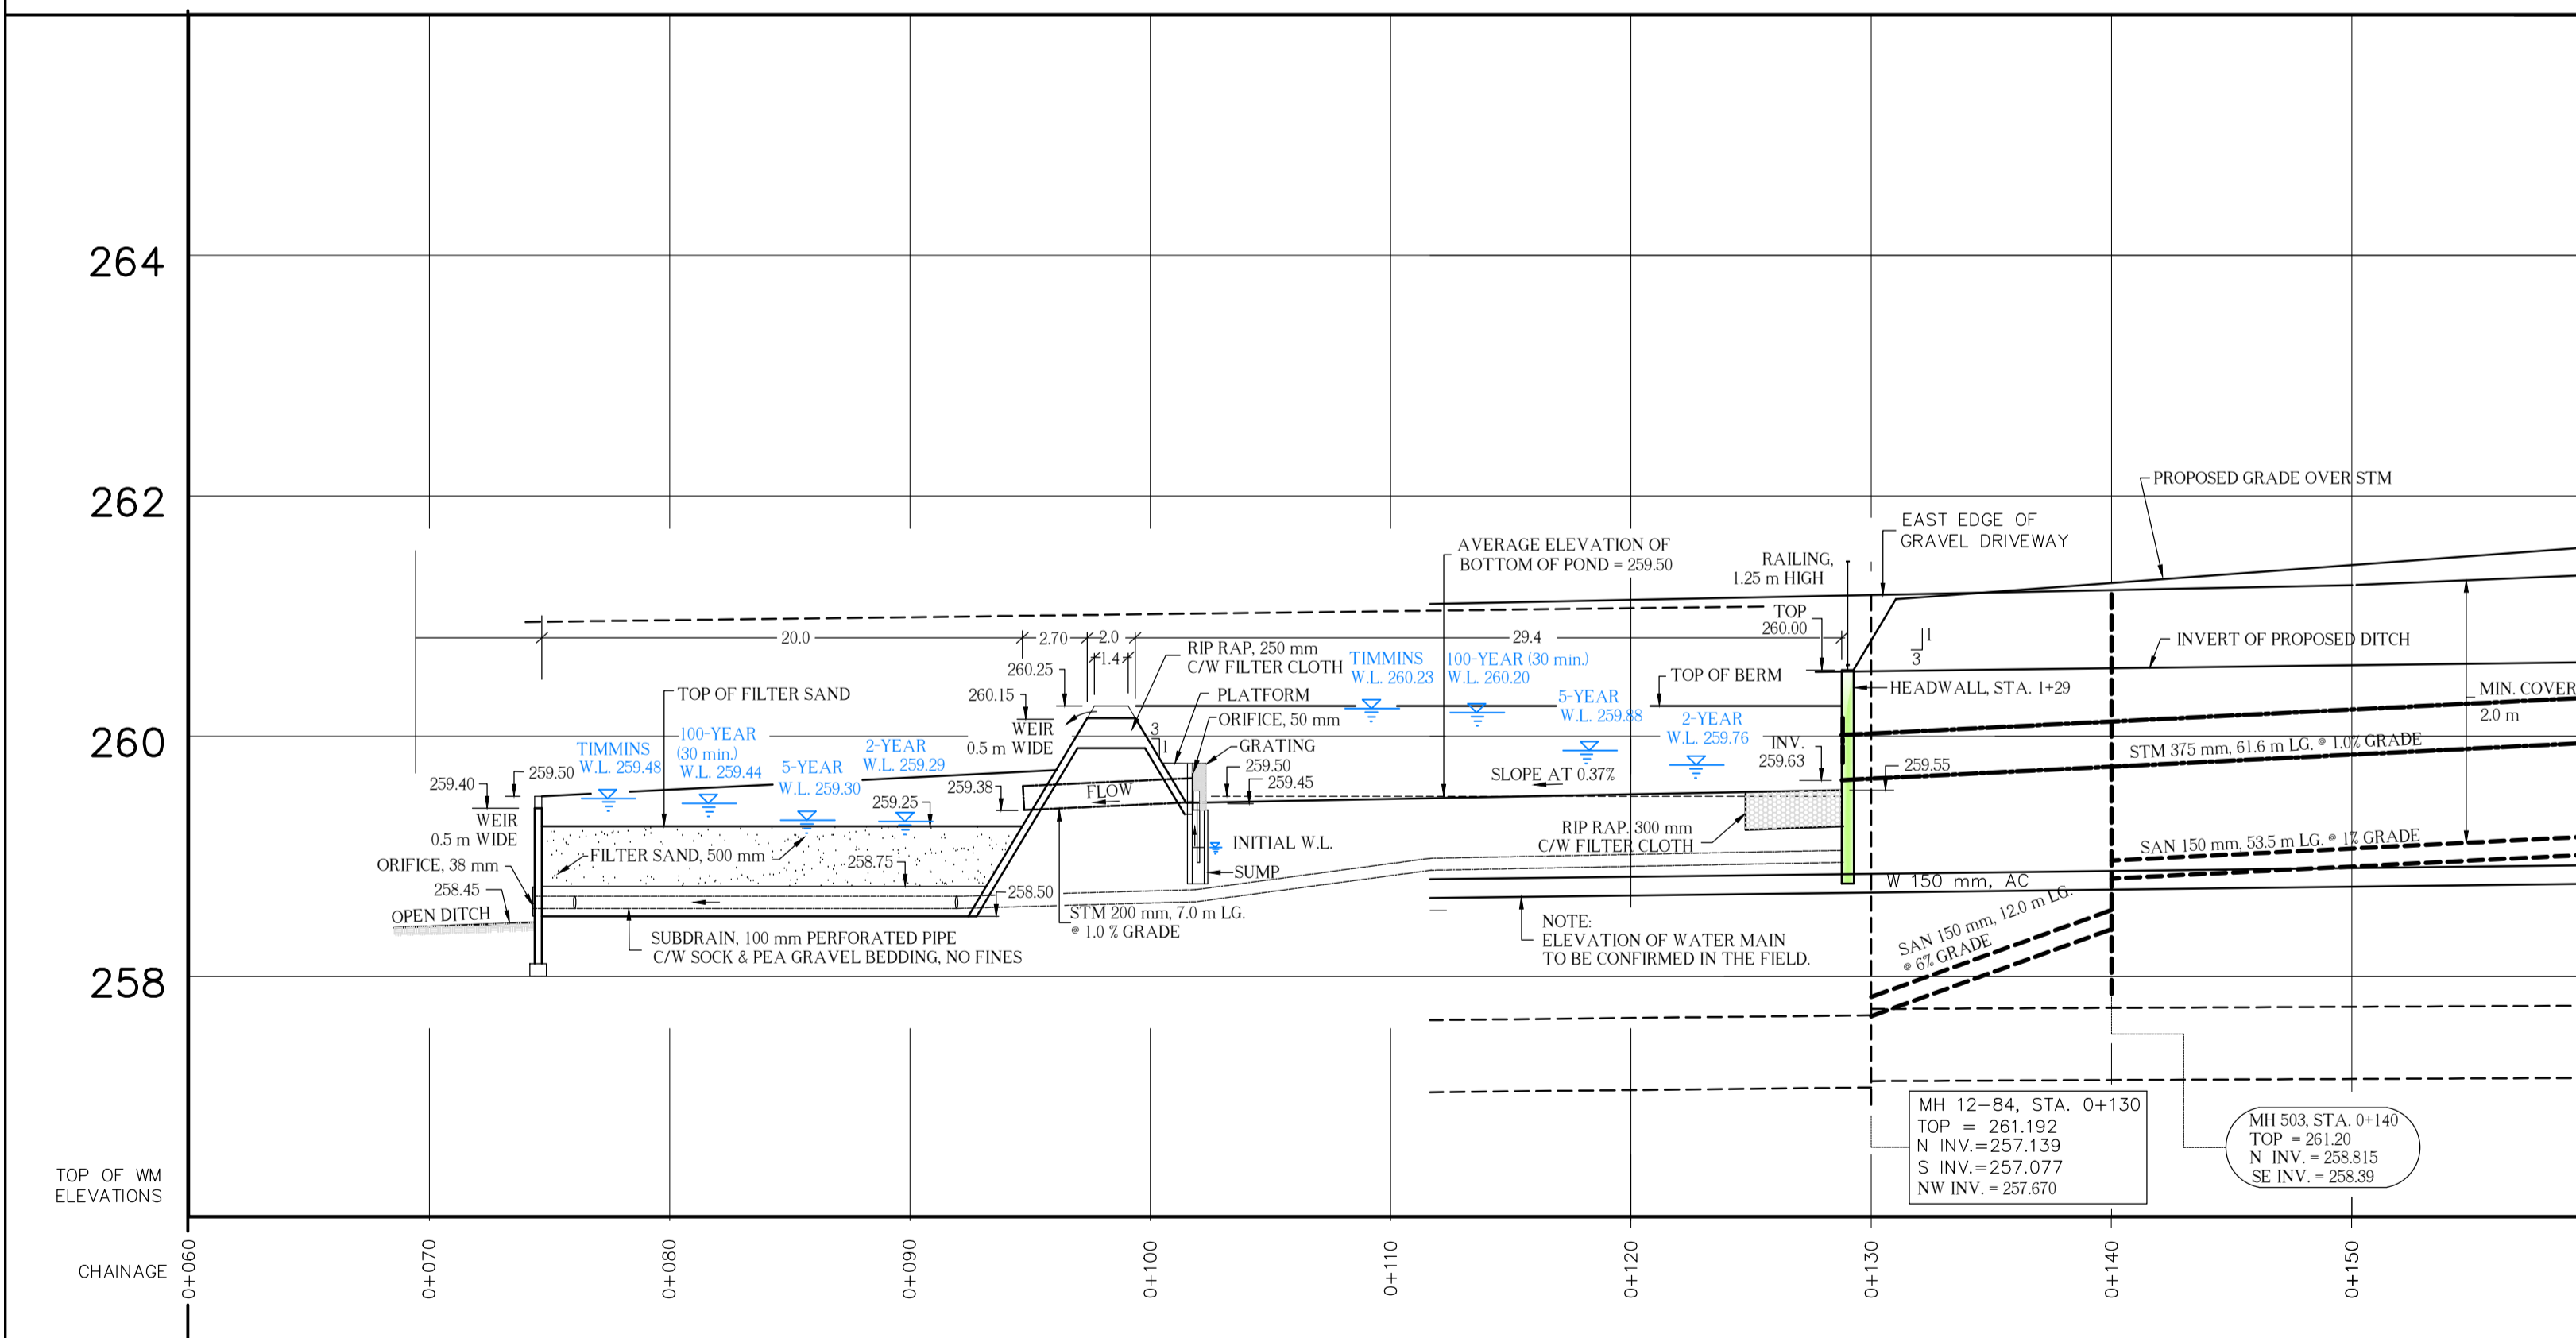 264
262
260
258
TOP OF WM
ELEVATIONS
CHAINAGE
0+060
0+070
0+080
0+090
0+100
0+110
0+120
0+130
0+140
0+150
20.0
2.70
2.0
1.4
29.4
260.25
260.15
WEIR
0.5 m WIDE
TOP OF FILTER SAND
TIMMINS
W.L. 259.48
100-YEAR
(30 min.)
W.L. 259.44
5-YEAR
W.L. 259.30
2-YEAR
W.L. 259.29
259.50
259.40
WEIR
0.5 m WIDE
ORIFICE, 38 mm
258.45
OPEN DITCH
FILTER SAND, 500 mm
259.25
258.75
259.38
FLOW
258.50
SUBDRAIN, 100 mm PERFORATED PIPE
C/W SOCK & PEA GRAVEL BEDDING, NO FINES
STM 200 mm, 7.0 m LG.
@ 1.0 % GRADE
RIP RAP, 250 mm
C/W FILTER CLOTH
PLATFORM
ORIFICE, 50 mm
GRATING
3
1
259.50
259.45
INITIAL W.L.
SUMP
AVERAGE ELEVATION OF
BOTTOM OF POND = 259.50
TIMMINS
W.L. 260.23
100-YEAR (30 min.)
W.L. 260.20
5-YEAR
W.L. 259.88
2-YEAR
W.L. 259.76
TOP OF BERM
SLOPE AT 0.37%
RIP RAP. 300 mm
C/W FILTER CLOTH
NOTE:
ELEVATION OF WATER MAIN
TO BE CONFIRMED IN THE FIELD.
RAILING,
1.25 m HIGH
TOP
260.00
INV.
259.63
259.55
EAST EDGE OF
GRAVEL DRIVEWAY
PROPOSED GRADE OVER STM
1
3
INVERT OF PROPOSED DITCH
HEADWALL, STA. 1+29
MIN. COVER
2.0 m
STM 375 mm, 61.6 m LG. @ 1.0% GRADE
SAN 150 mm, 53.5 m LG. @ 1% GRADE
W 150 mm, AC
SAN 150 mm, 12.0 m LG.
@ 6% GRADE
MH 12-84, STA. 0+130
TOP = 261.192
N INV.=257.139
S INV.=257.077
NW INV. = 257.670
MH 503, STA. 0+140
TOP = 261.20
N INV. = 258.815
SE INV. = 258.39